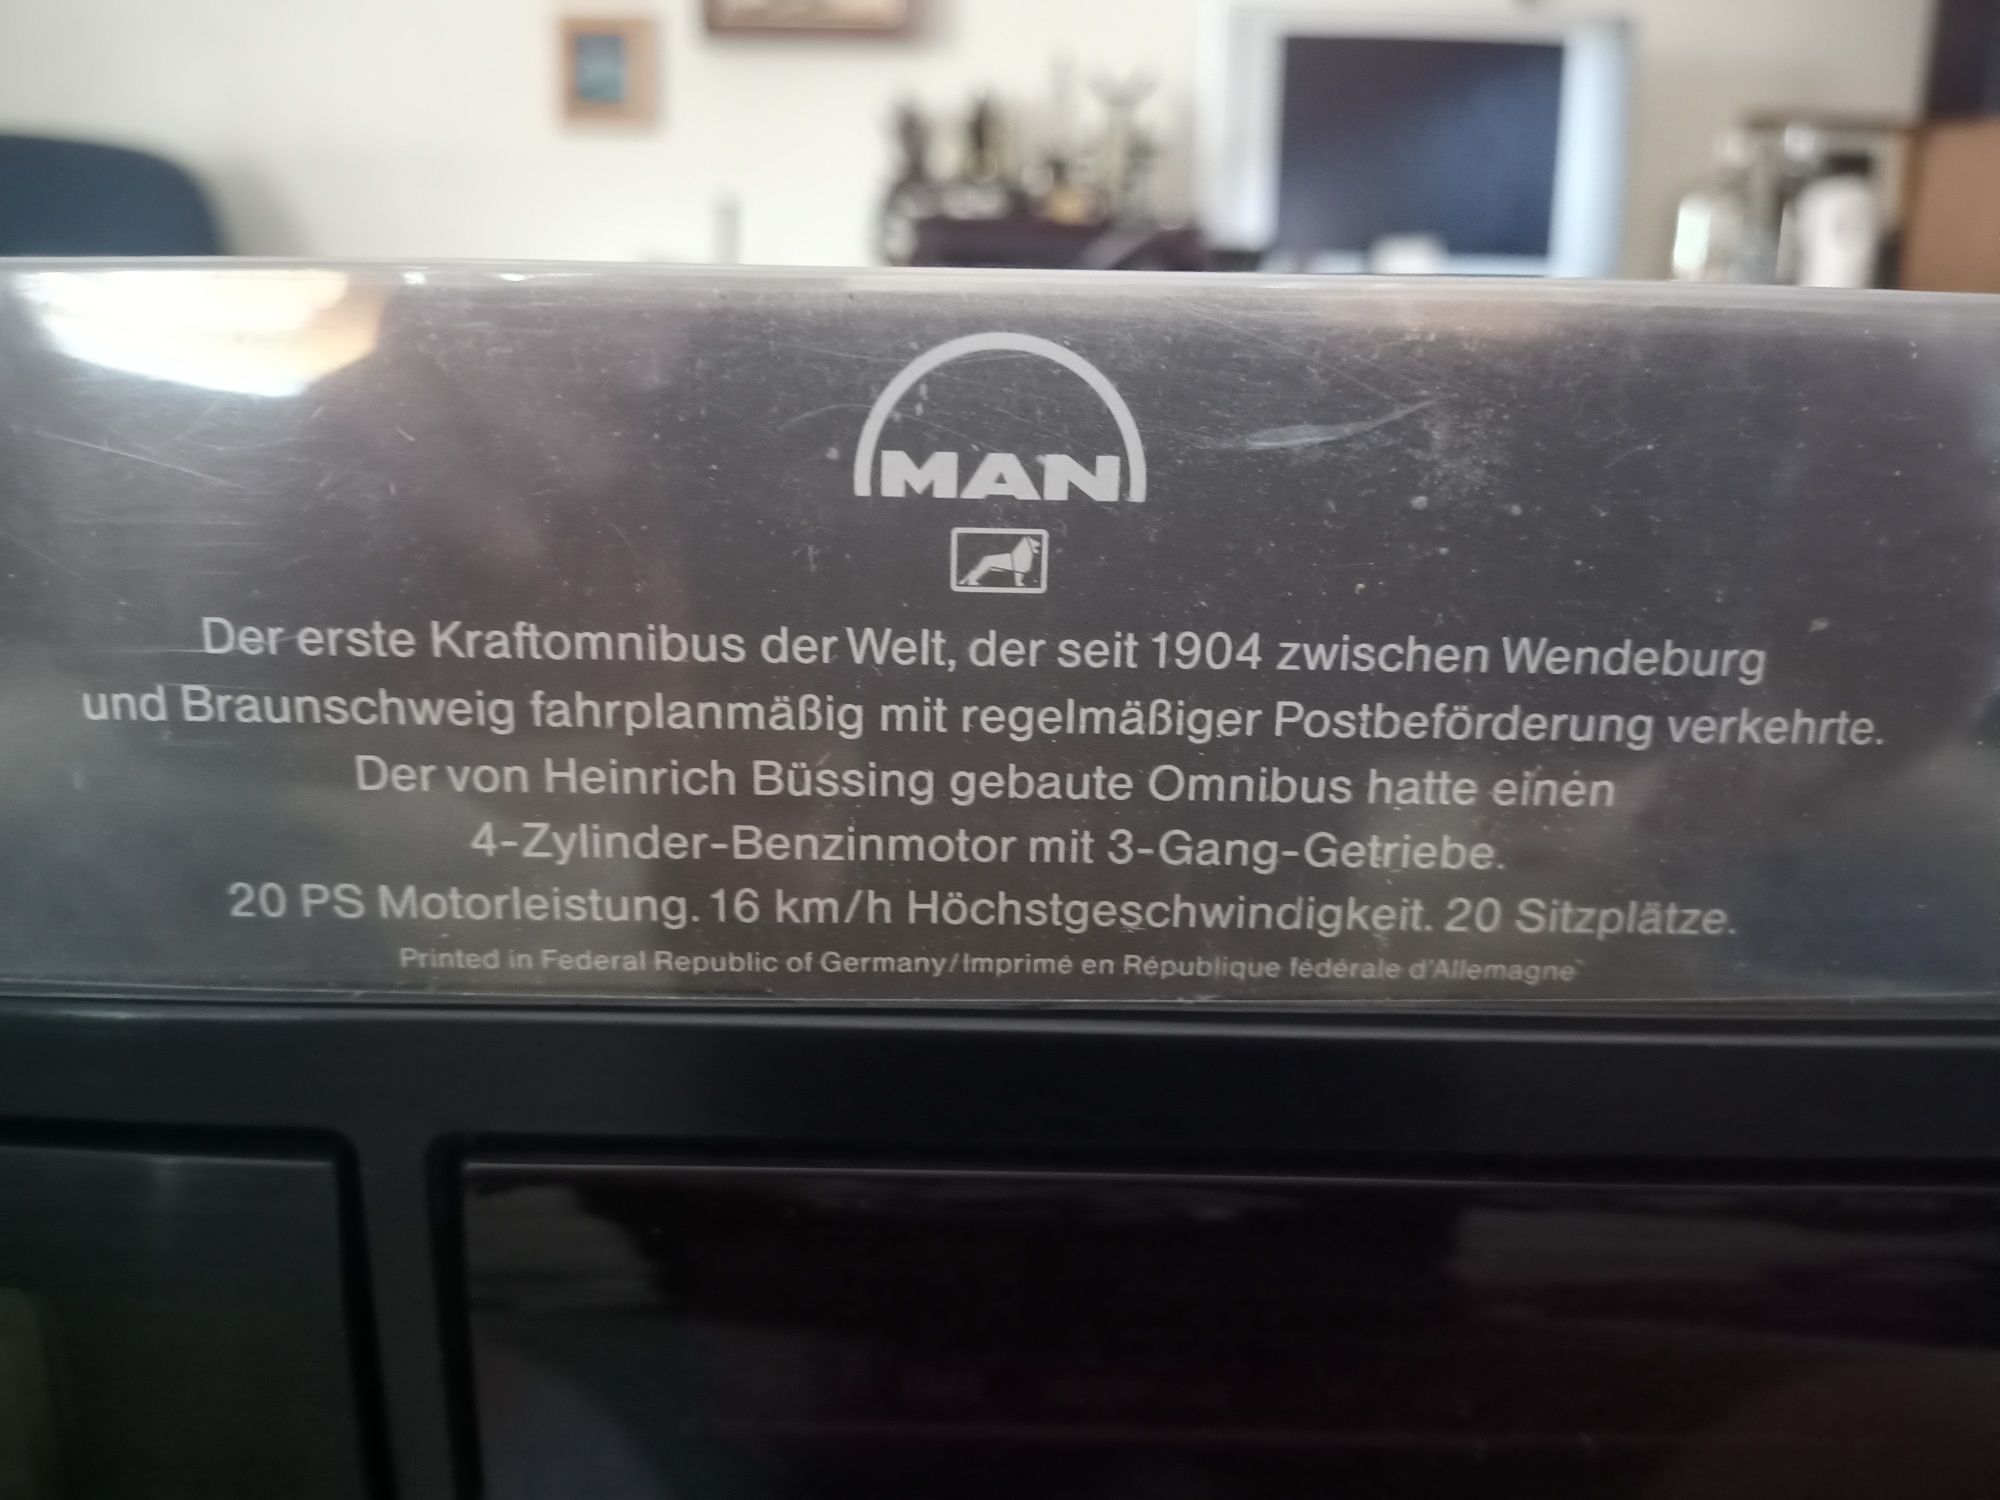 MAN
Der erste Kraftomnibus der Welt, der seit 1904 zwischen Wendeburg
und Braunschweig fahrplanmäßig mit regelmäßiger Postbeförderung verkehrte.
Der von Heinrich Büssing gebaute Omnibus hatte einen
4-Zylinder-Benzinmotor mit 3-Gang-Getriebe.
20 PS Motorleistung. 16 km/h Höchstgeschwindigkeit. 20 Sitzplätze.
Printed in Federal Republic of Germany/Imprimé en République fédérale d'Allemagne